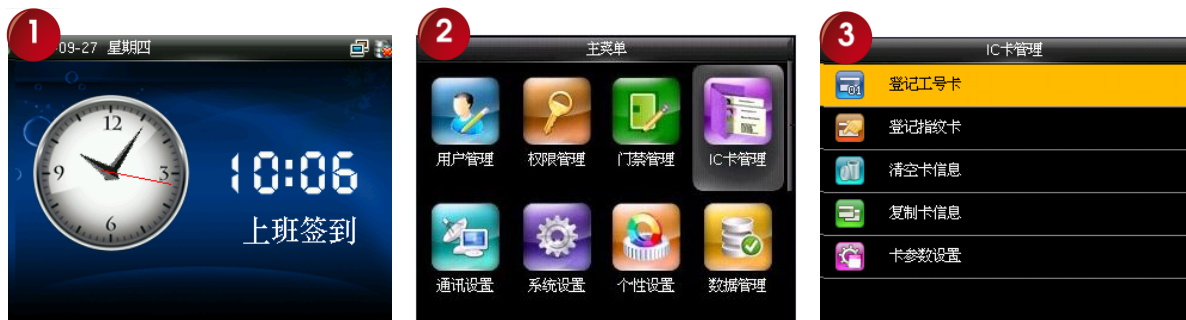 1
09-27 星期四
12
9
3
6
10:06
上班签到
2
主菜单
用户管理 权限管理 门禁管理 IC卡管理
通讯设置 系统设置 个性设置 数据管理
3
IC卡管理
01 登记工号卡
登记指纹卡
清空卡信息
复制卡信息
卡参数设置